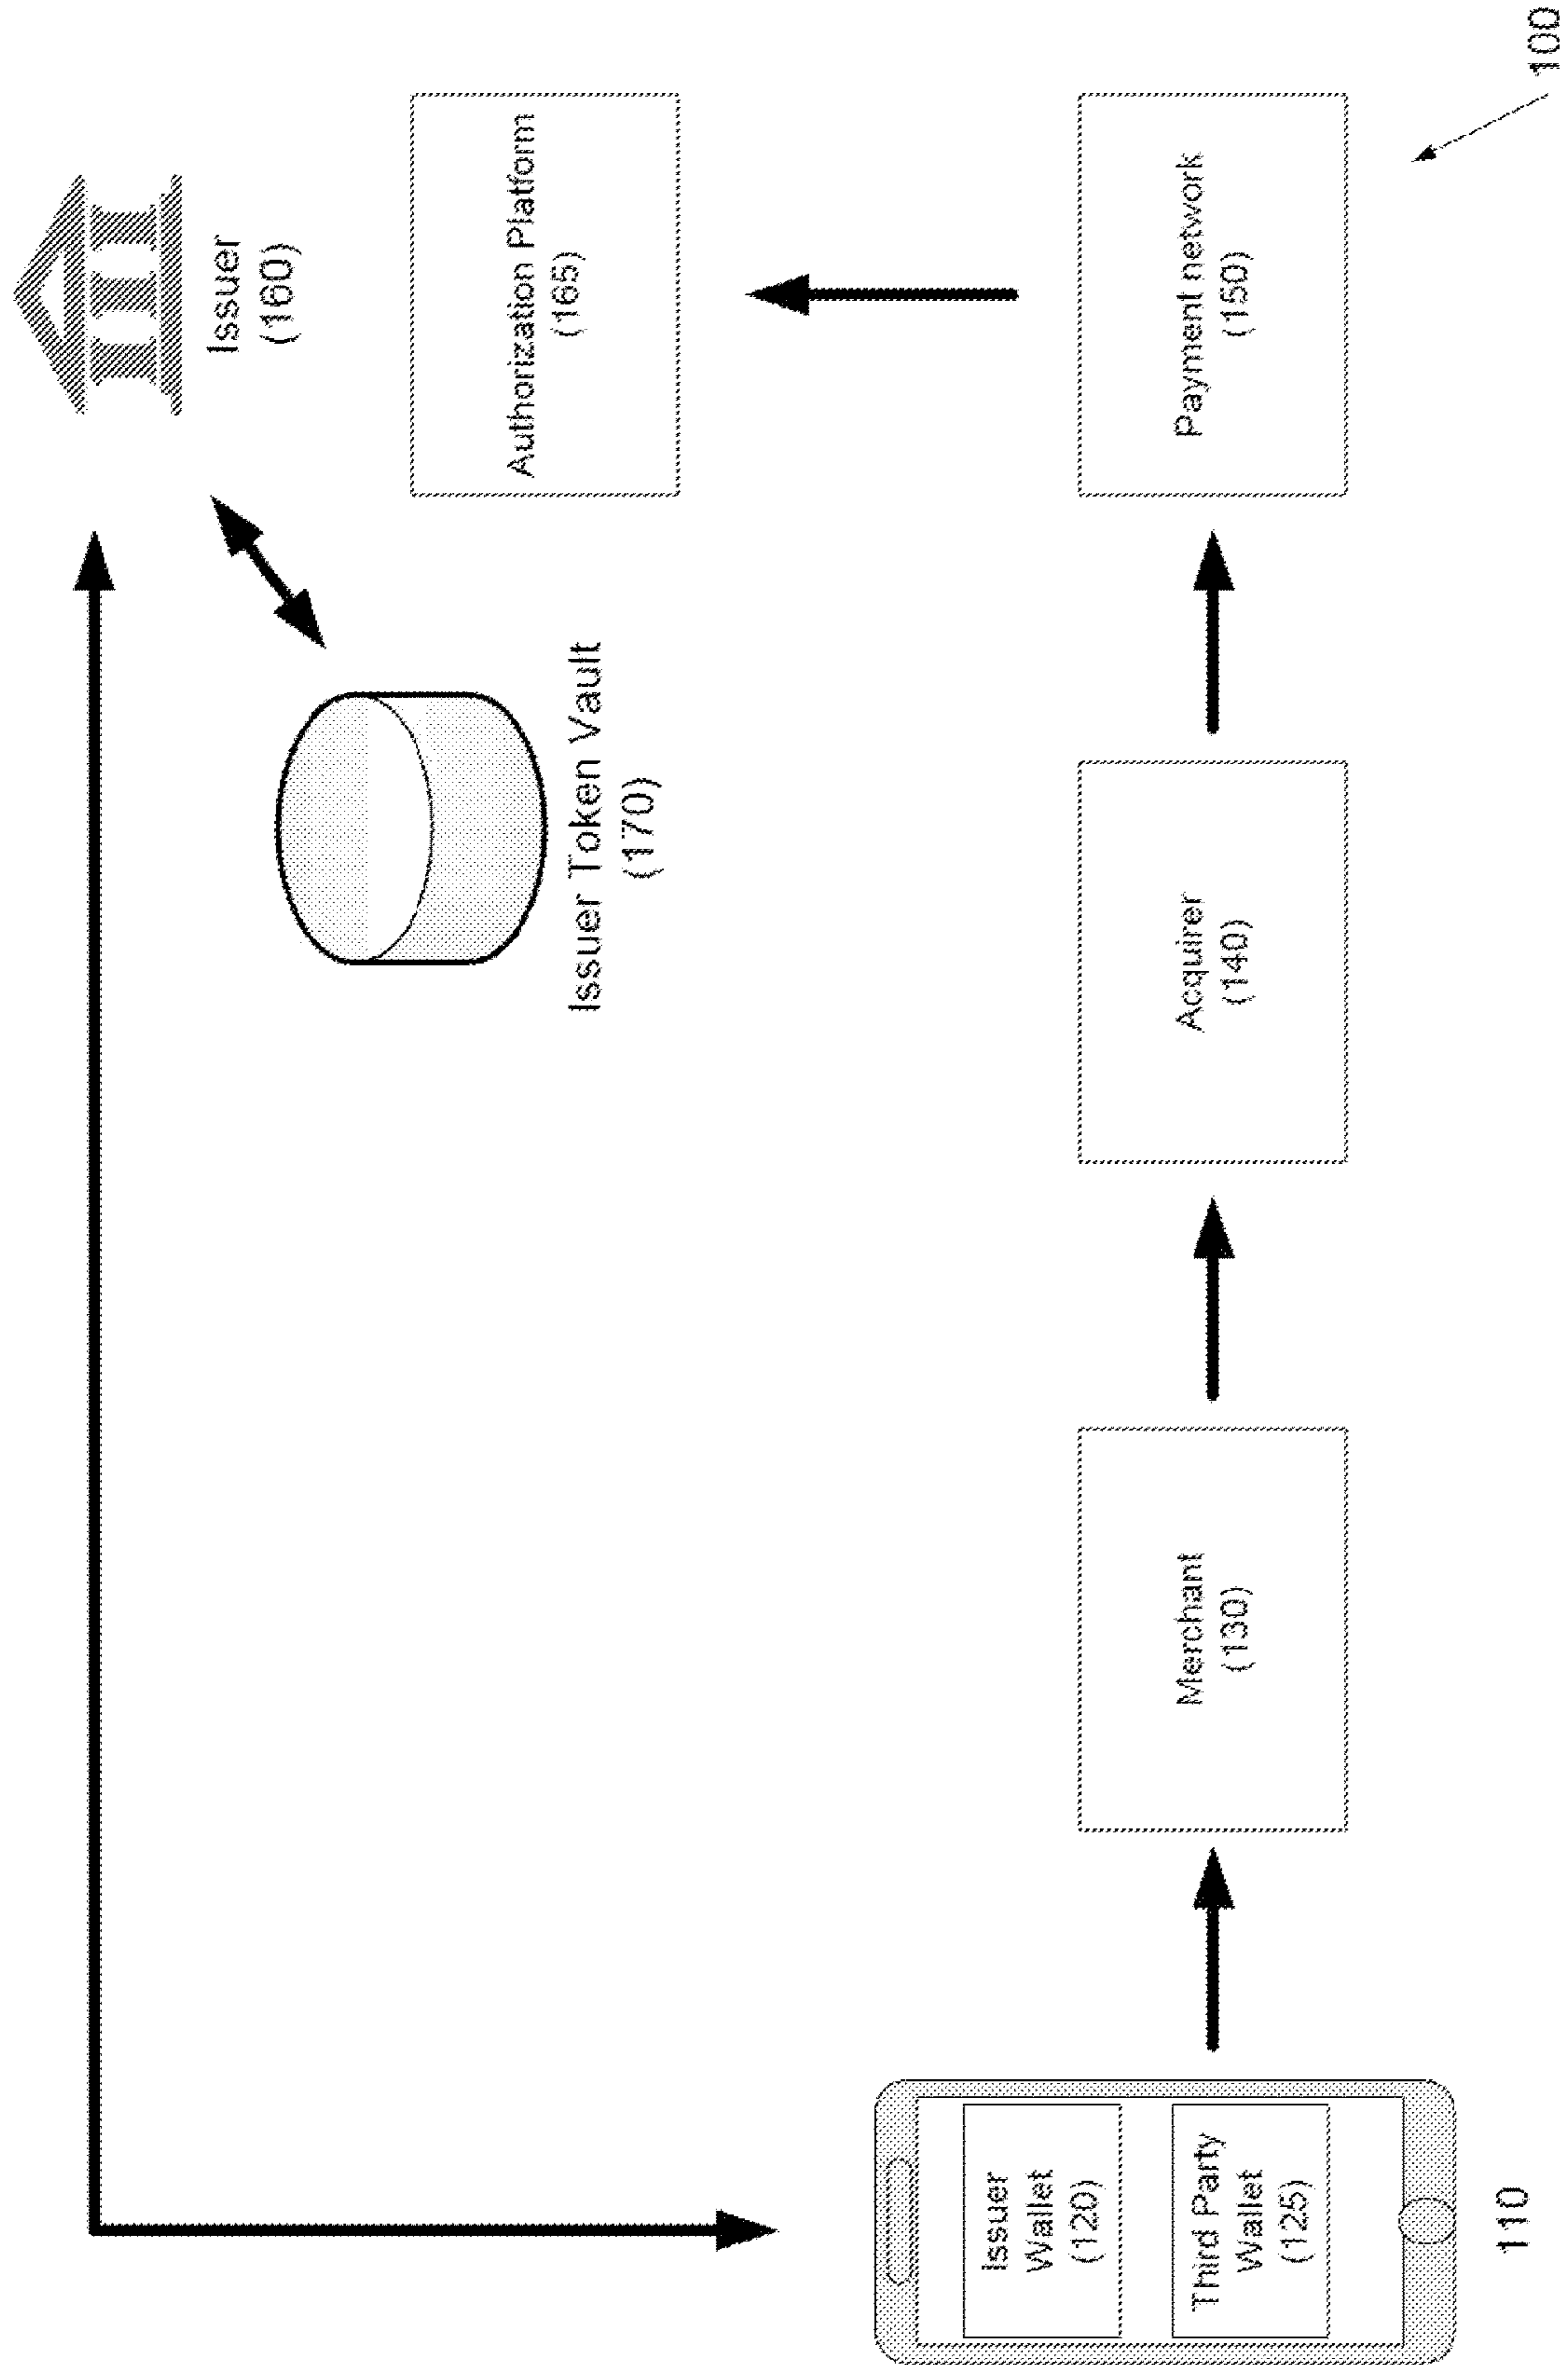 Issuer
(160)
Authorization Platform
(165)
Issuer Token Vault
(170)
Issuer
Wallet
(120)
Third Party
Wallet
(125)
110
Merchant
(130)
Acquirer
(140)
Payment network
(150)
100